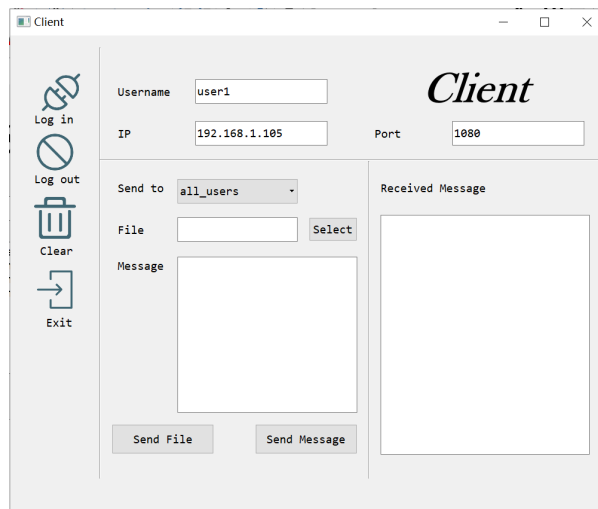 Client
Log in
Log out
Clear
Exit
Username user1
Client
IP 192.168.1.105 Port 1080
Send to all_users
File Select
Message
Send File Send Message
Received Message